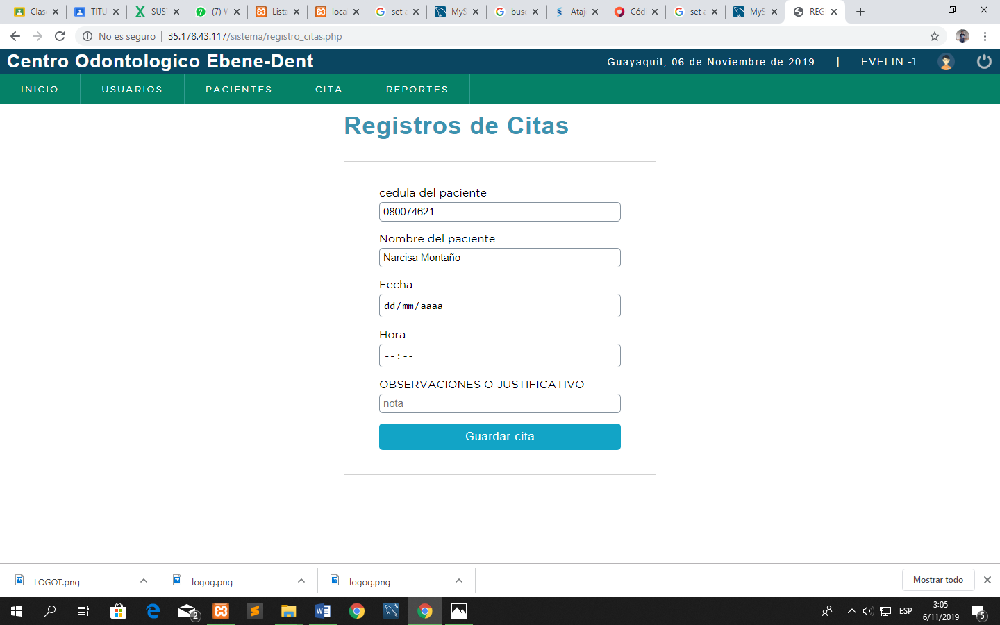 Clas
TITU
SUS
(7) V
Lista
loca
set a
MyS
busc
Ataj
Cód
set a
MyS
REG
No es seguro | 35.178.43.117/sistema/registro_citas.php
Centro Odontologico Ebene-Dent
Guayaquil, 06 de Noviembre de 2019 | EVELIN -1
INICIO USUARIOS PACIENTES CITA REPORTES
Registros de Citas
cedula del paciente
080074621
Nombre del paciente
Narcisa Montaño
Fecha
dd/mm/aaaa
Hora
--:--
OBSERVACIONES O JUSTIFICATIVO
nota
Guardar cita
LOGOT.png
logog.png
logog.png
Mostrar todo
2
ESP
3:05
6/11/2019
5